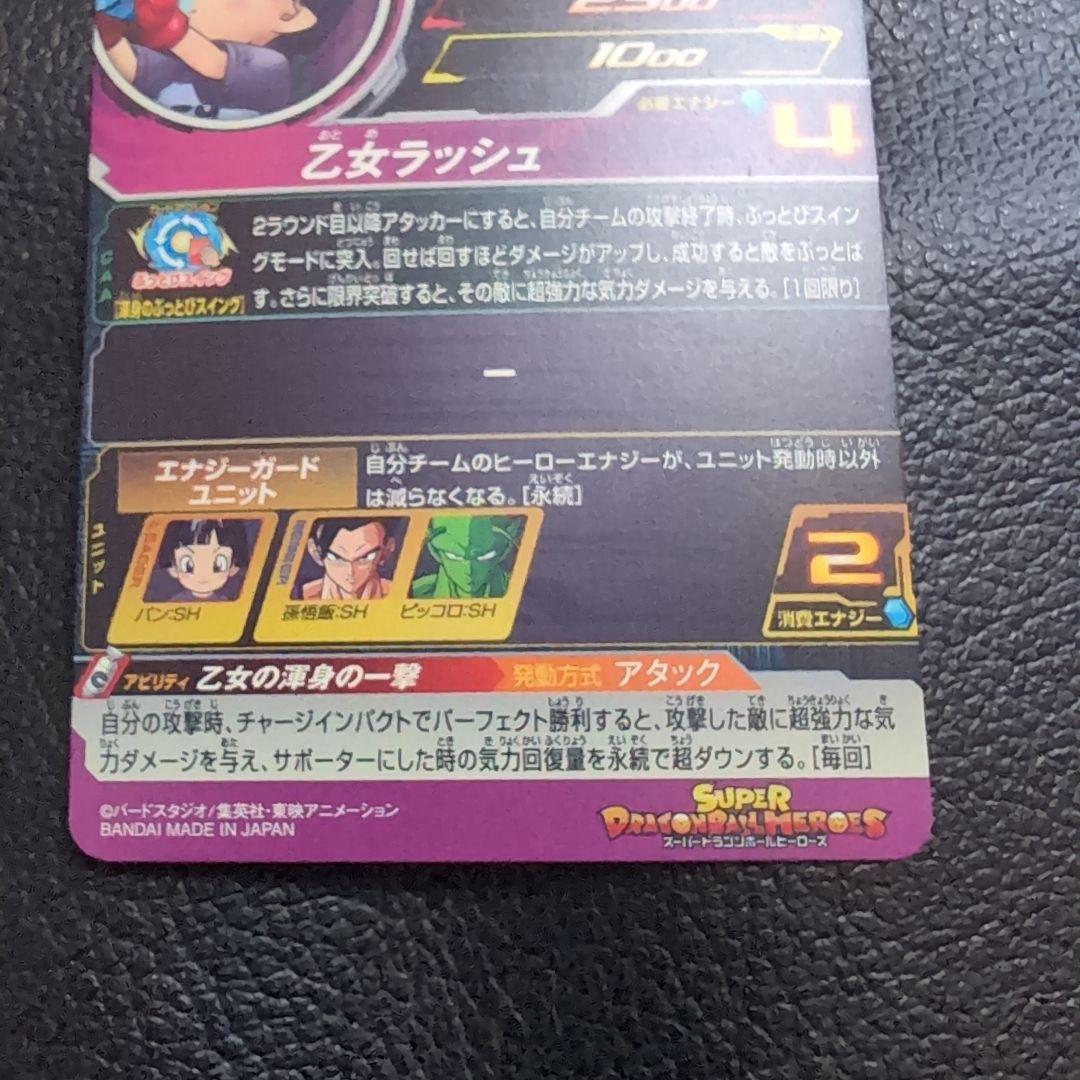 2500
1000
必要エナジー
4
おとめ
乙女ラッシュ
CAA
ぶっとびスイング
[渾身のぶっとびスイング]
2ラウンド目以降アタッカーにすると、自分チームの攻撃終了時、ぶっとびスイン
グモードに突入。回せば回すほどダメージがアップし、成功すると敵をぶっとば
す。さらに限界突破すると、その敵に超強力な気力ダメージを与える。[1回限り]
ー
ユニット
エナジーガード
ユニット
自分チームのヒーローエナジーが、ユニット発動時以外
は減らなくなる。[永続]
パン:SH
孫悟飯:SH
ピッコロ:SH
2
消費エナジー
アビリティ 乙女の渾身の一撃 発動方式 アタック
自分の攻撃時、チャージインパクトでパーフェクト勝利すると、攻撃した敵に超強力な気
力ダメージを与え、サポーターにした時の気力回復量を永続で超ダウンする。[毎回]
©バードスタジオ/集英社・東映アニメーション
BANDAI MADE IN JAPAN
SUPER
DRAGONBALL HEROES
スーパードラゴンボールヒーローズ